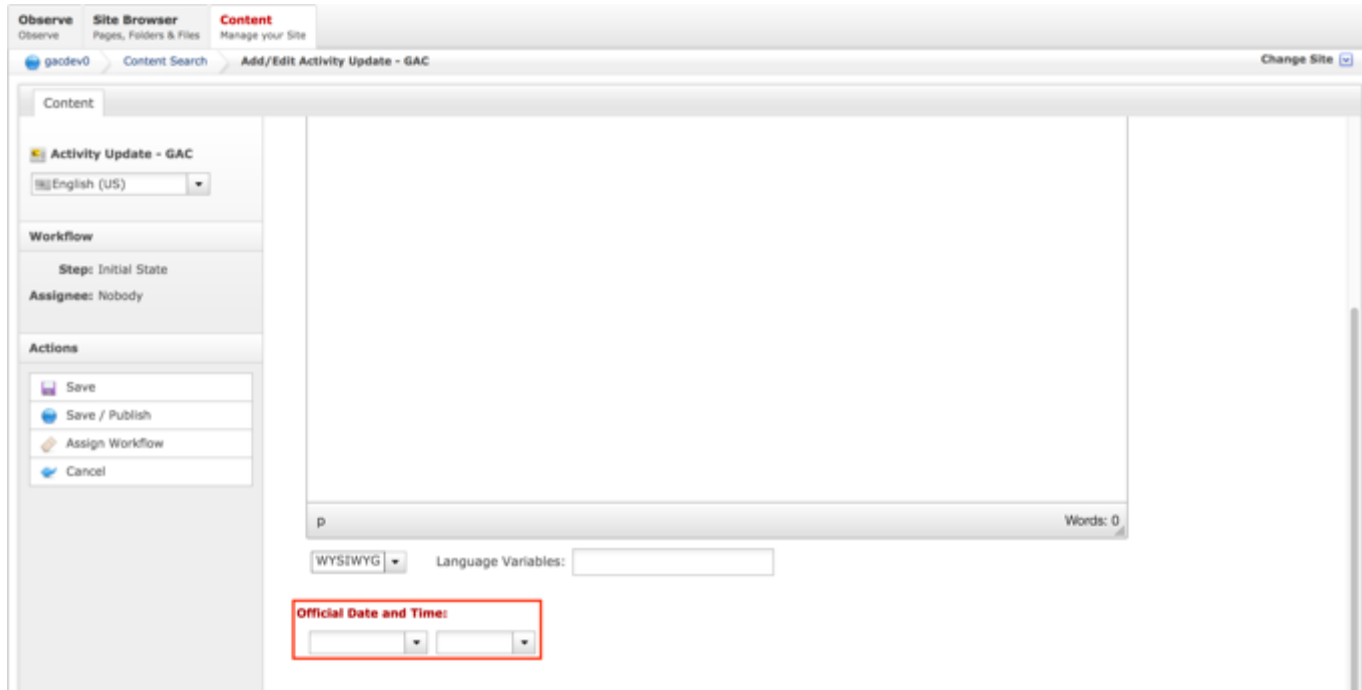 Observe
Observe
Site Browser
Pages, Folders & Files
Content
Manage your Site
gacdev0
Content Search
Add/Edit Activity Update - GAC
Change Site
Content
Activity Update - GAC
English (US)
Workflow
Step: Initial State
Assignee: Nobody
Actions
Save
Save / Publish
Assign Workflow
Cancel
p
Words: 0
WYSIWYG
Language Variables:
Official Date and Time: